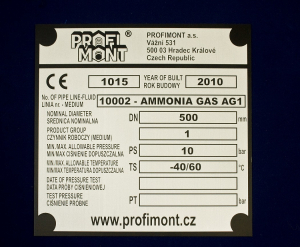 PROFI MONT®
PROFIMONT a.s.
Vážní 531
500 03 Hradec Králové
Czech Republic
CE 1015 YEAR OF BUILT ROK BUDOWY 2010
No. OF PIPE LINE-FLUID
LINIA nr - MEDIUM 10002 - AMMONIA GAS AG1
NOMINAL DIAMETER
ŚREDNICA NOMINALNA DN 500 mm
PRODUCT GROUP
CZYNNIK ROBOCZY (MEDIUM) 1
MIN./MAX. ALLOWABLE PRESSURE
MIN/MAX CIŚNIENIE DOPUSZCZALNA PS 10 bar
MIN./MAX. ALLOWABLE TEMPERATURE
MIN/MAX TEMPERATURA DOPUSZCZALNA TS -40/60 °C
DATE OF PRESSURE TEST
DATA PRÓBY CIŚNIENIOWEJ
TEST PRESSURE
CIŚNIENIE PRÓBNE PT bar
www.profimont.cz